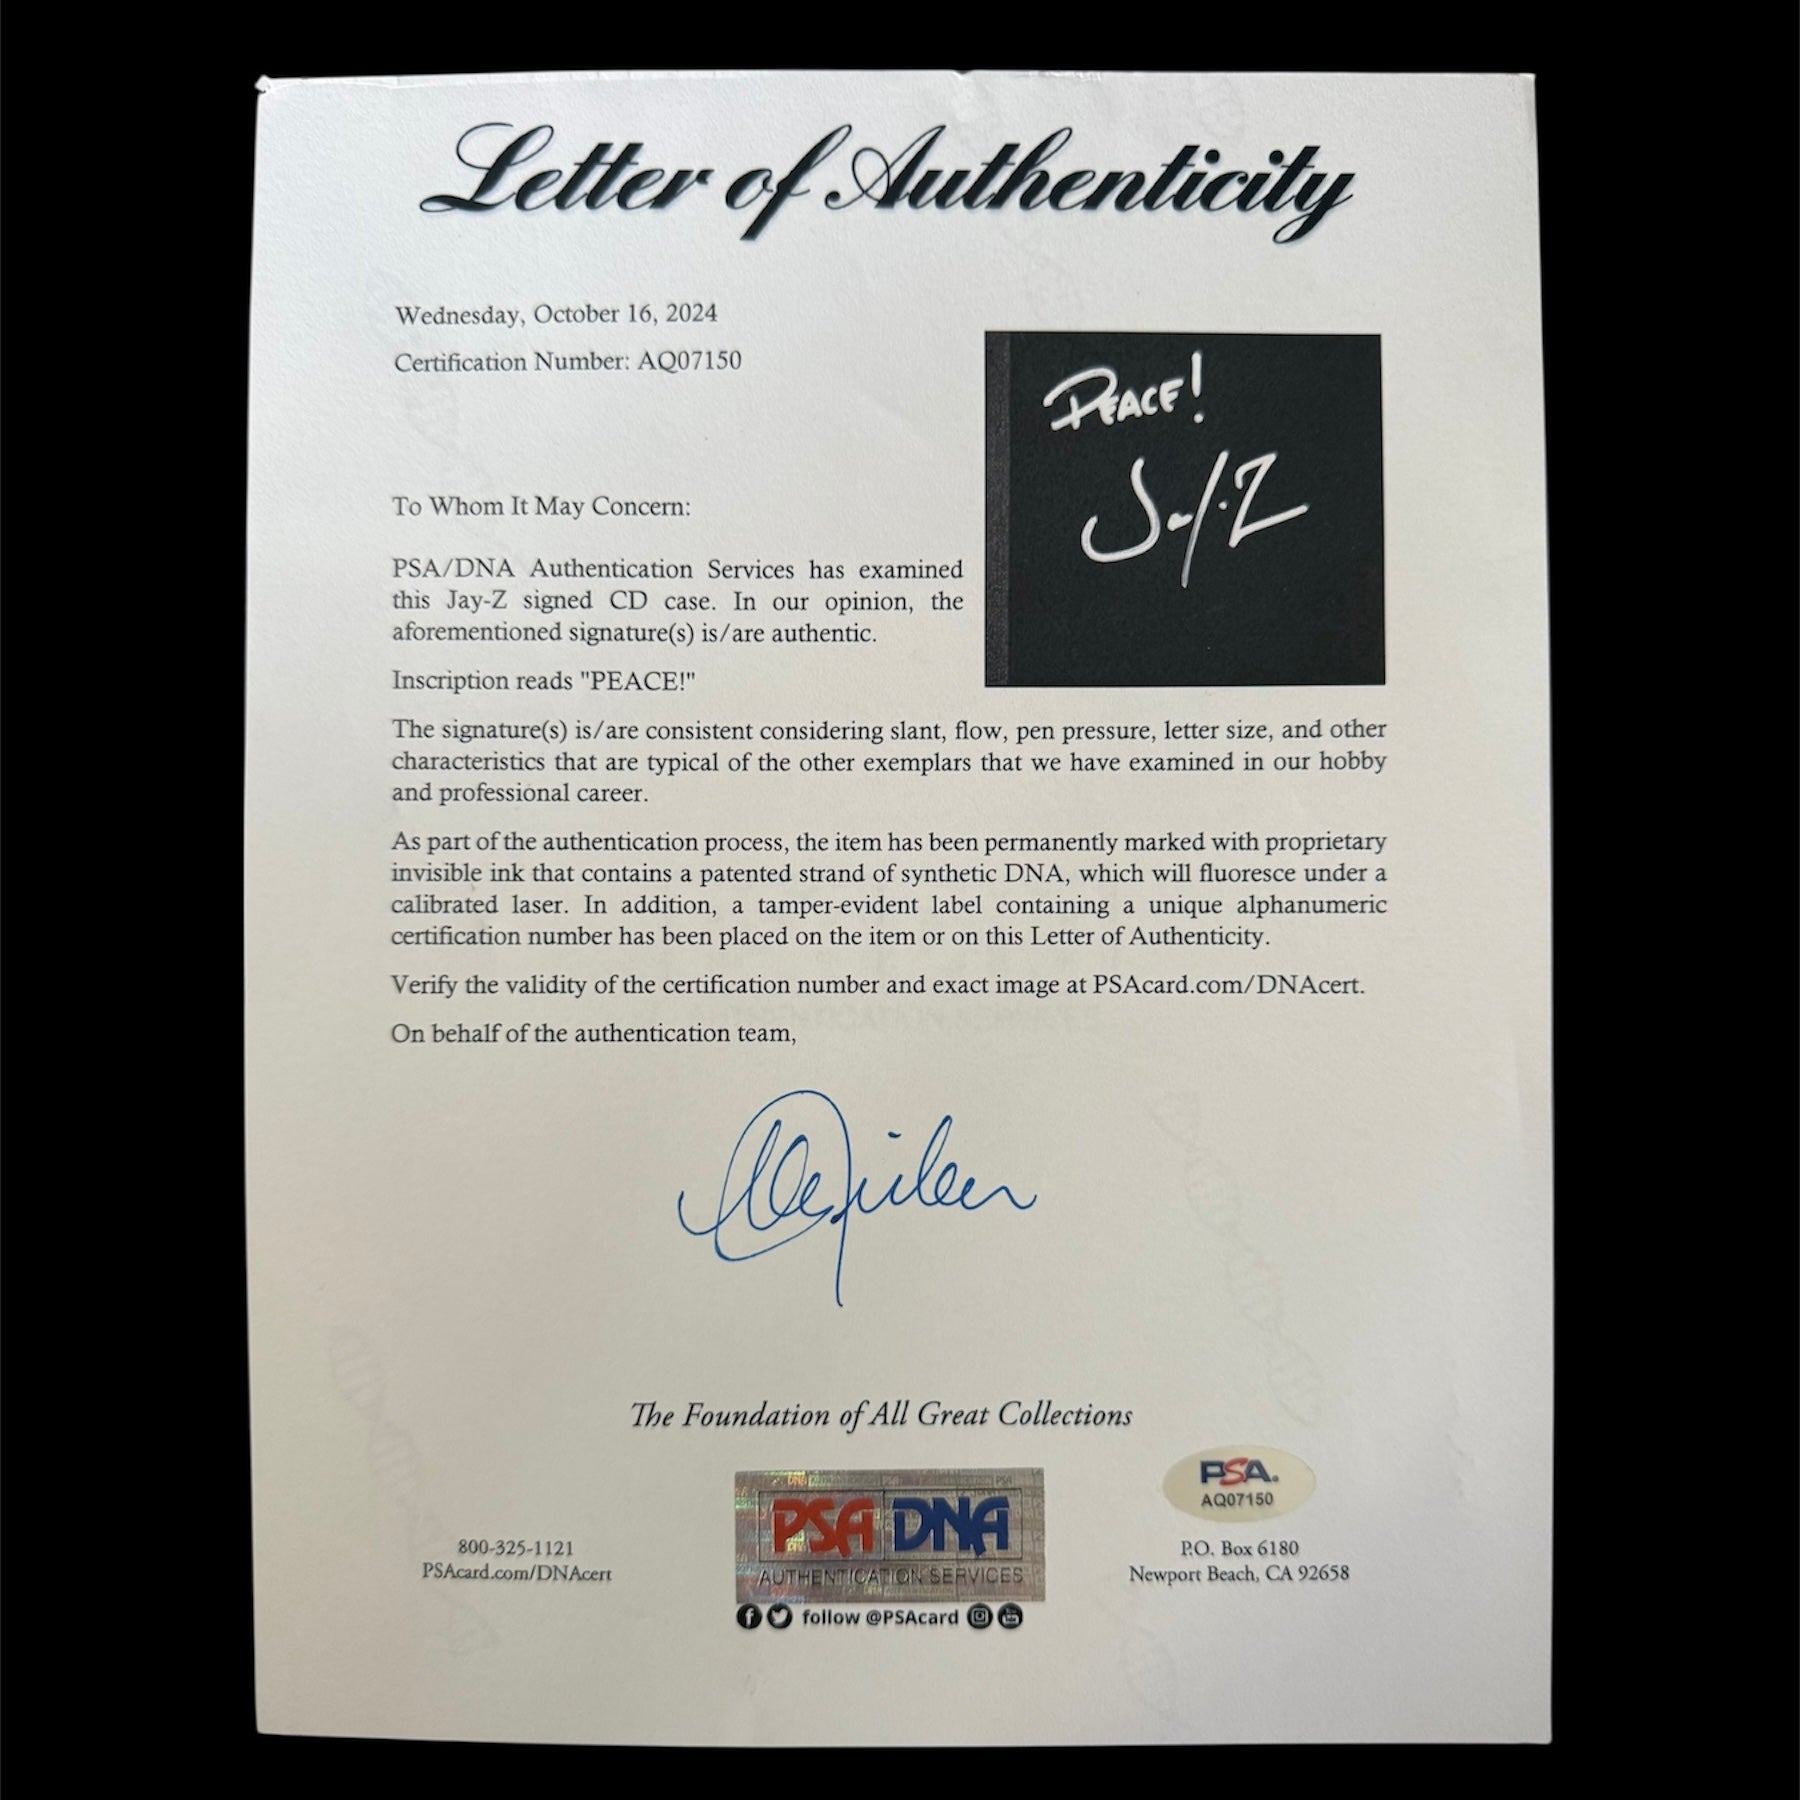 Letter of Authenticity
Wednesday, October 16, 2024
Certification Number: AQ07150
PEACE!
Jay-Z
To Whom It May Concern:
PSA/DNA Authentication Services has examined
this Jay-Z signed CD case. In our opinion, the
aforementioned signature(s) is/are authentic.
Inscription reads "PEACE!"
The signature(s) is/are consistent considering slant, flow, pen pressure, letter size, and other
characteristics that are typical of the other exemplars that we have examined in our hobby
and professional career.
As part of the authentication process, the item has been permanently marked with proprietary
invisible ink that contains a patented strand of synthetic DNA, which will fluoresce under a
calibrated laser. In addition, a tamper-evident label containing a unique alphanumeric
certification number has been placed on the item or on this Letter of Authenticity.
Verify the validity of the certification number and exact image at PSAcard.com/DNAcert.
On behalf of the authentication team,
The Foundation of All Great Collections
800-325-1121
PSAcard.com/DNAcert
PSA DNA
AUTHENTICATION SERVICES
follow @PSAcard
PSA.
AQ07150
P.O. Box 6180
Newport Beach, CA 92658